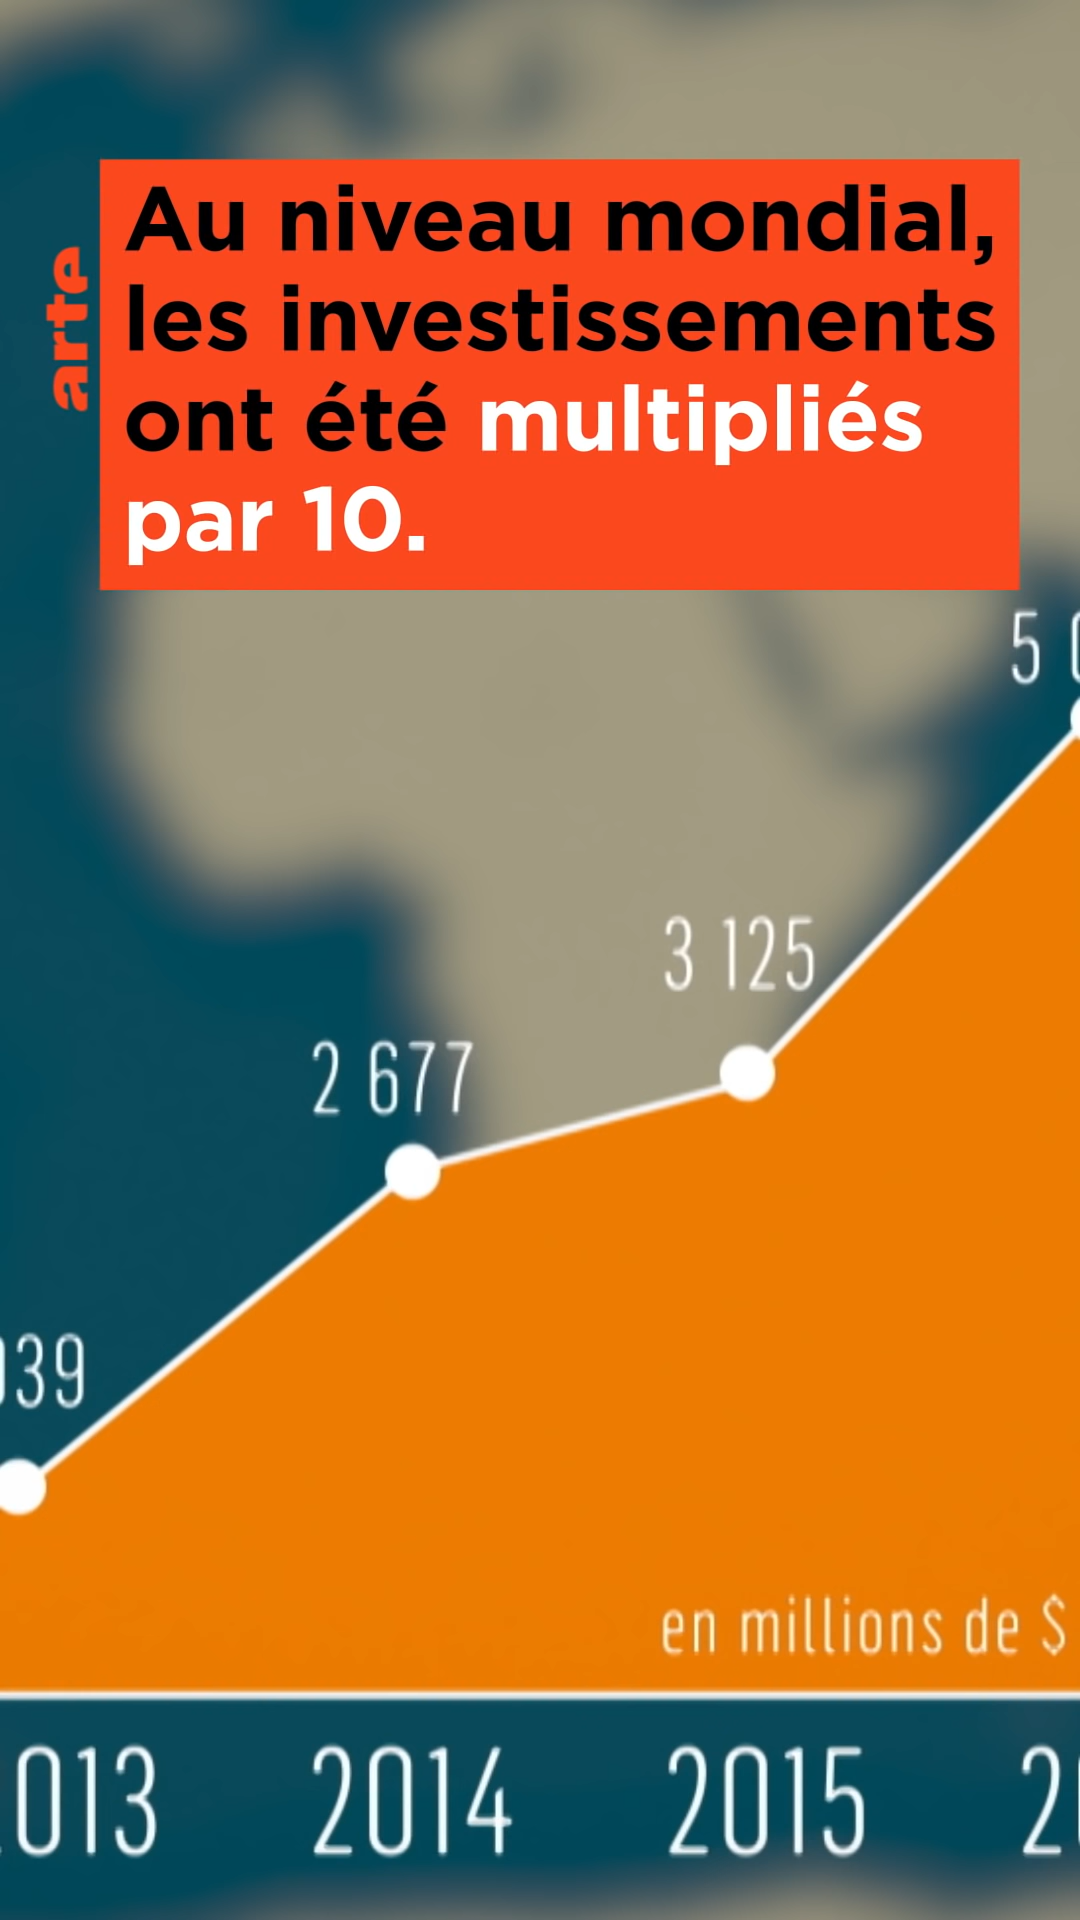 Au niveau mondial,
les investissements
ont été multipliés
par 10.
arte
3 125
2 677
en millions de $
2014 2015